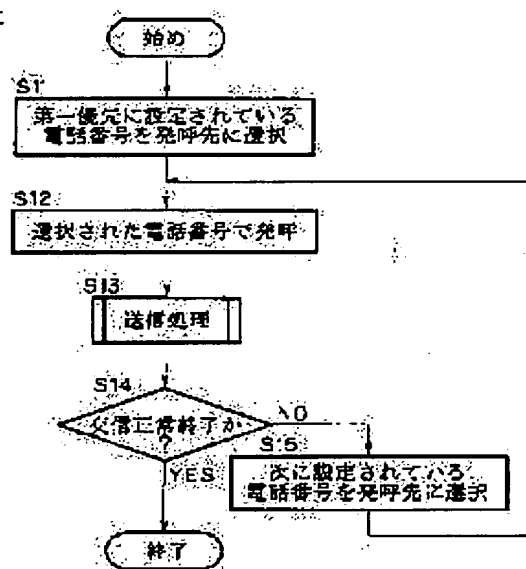 始め
S1
第一優先に設定されている
電話番号を発呼先に選択
S12
選択された電話番号で発呼
S13
送信処理
S14
交信正常終了か
?
NO
YES
S15
次に設定されている
電話番号を発呼先に選択
終了